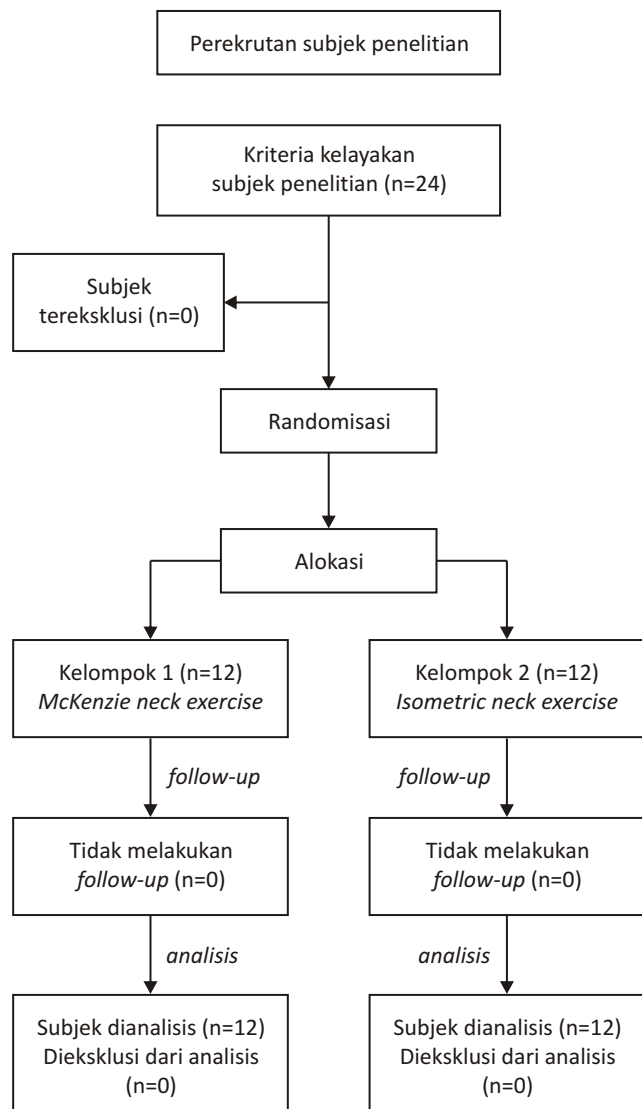 Perekrutan subjek penelitian
Kriteria kelayakan
subjek penelitian (n=24)
Subjek
tereksklusi (n=0)
Randomisasi
Alokasi
Kelompok 1 (n=12)
McKenzie neck exercise
Kelompok 2 (n=12)
Isometric neck exercise
follow-up
follow-up
Tidak melakukan
follow-up (n=0)
Tidak melakukan
follow-up (n=0)
analisis
analisis
Subjek dianalisis (n=12)
Dieksklusi dari analisis
(n=0)
Subjek dianalisis (n=12)
Dieksklusi dari analisis
(n=0)